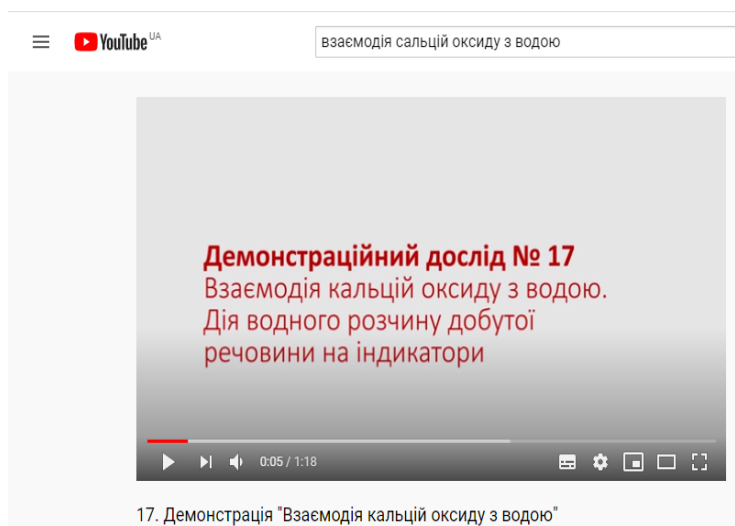 YouTube UA
взаємодія сальцій оксиду з водою
Демонстраційний дослід № 17
Взаємодія кальцій оксиду з водою.
Дія водного розчину добутої
речовини на індикатори
0:05 / 1:18
17. Демонстрація "Взаємодія кальцій оксиду з водою"